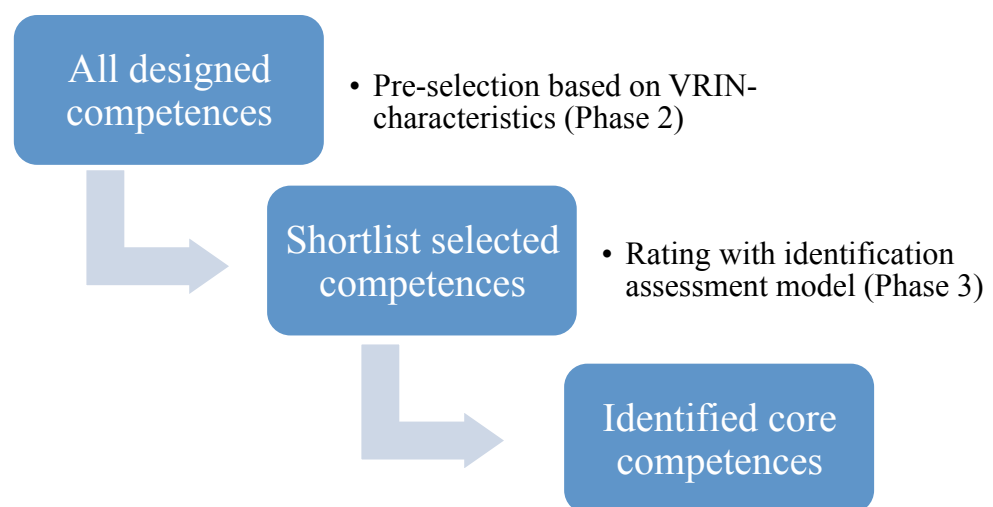 All designed
competences
• Pre-selection based on VRIN-
characteristics (Phase 2)
Shortlist selected
competences
• Rating with identification
assessment model (Phase 3)
Identified core
competences